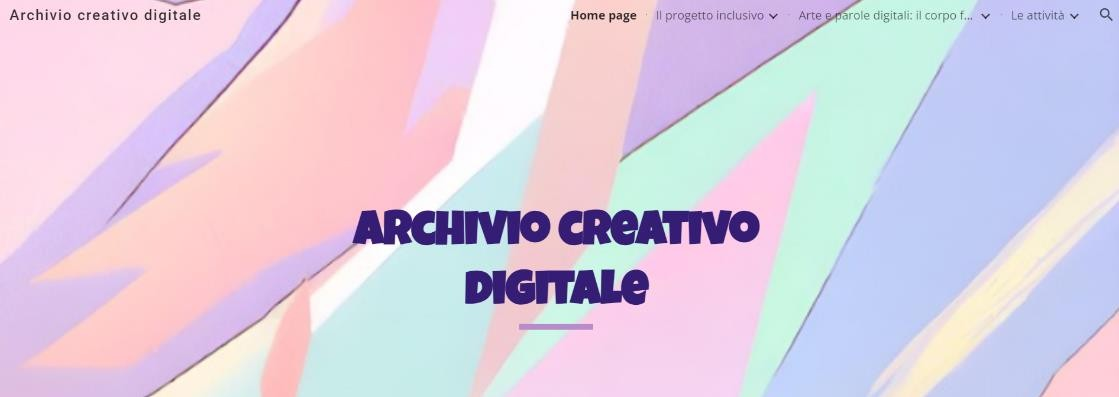 Archivio creativo digitale
Home page · Il progetto inclusivo · Arte e parole digitali: il corpo f... · Le attività
ARCHIVIO CREATIVO
DIGITALE